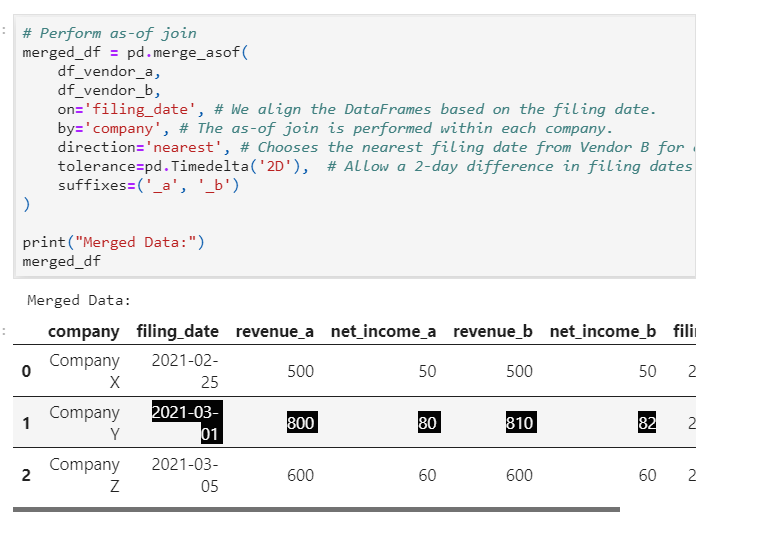 :
# Perform as-of join
merged_df = pd.merge_asof(
    df_vendor_a,
    df_vendor_b,
    on='filing_date', # We align the DataFrames based on the filing date.
    by='company', # The as-of join is performed within each company.
    direction='nearest', # Chooses the nearest filing date from Vendor B for
    tolerance=pd.Timedelta('2D'),  # Allow a 2-day difference in filing dates
    suffixes=('_a', '_b')
)
print("Merged Data:")
merged_df
Merged Data:
:
company filing_date revenue_a net_income_a revenue_b net_income_b fili
0 Company X 2021-02-25 500 50 500 50 2
1 Company Y 2021-03-01 800 80 810 82 2
2 Company Z 2021-03-05 600 60 600 60 2